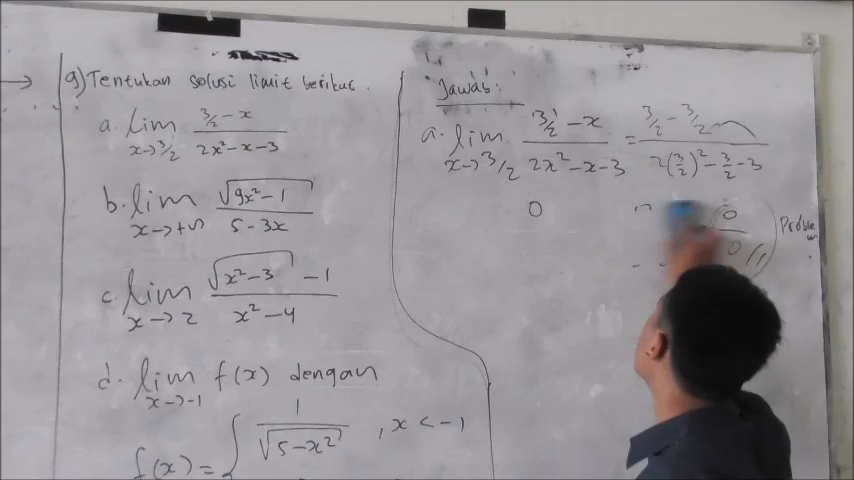 9) Tentukan solusi limit berikut.
a. lim x→3/2 (3/2 - x)/(2x² - x - 3)
b. lim x→+∞ √(9x² - 1)/(5 - 3x)
c. lim x→2 (√(x² - 3) - 1)/(x² - 4)
d. lim x→-1 f(x) dengan
f(x) = { 1/√(5 - x²) , x < -1
Jawab:
a. lim x→3/2 (3/2 - x)/(2x² - x - 3) = (3/2 - 3/2)/(2(3/2)² - 3/2 - 3)
0
0/0